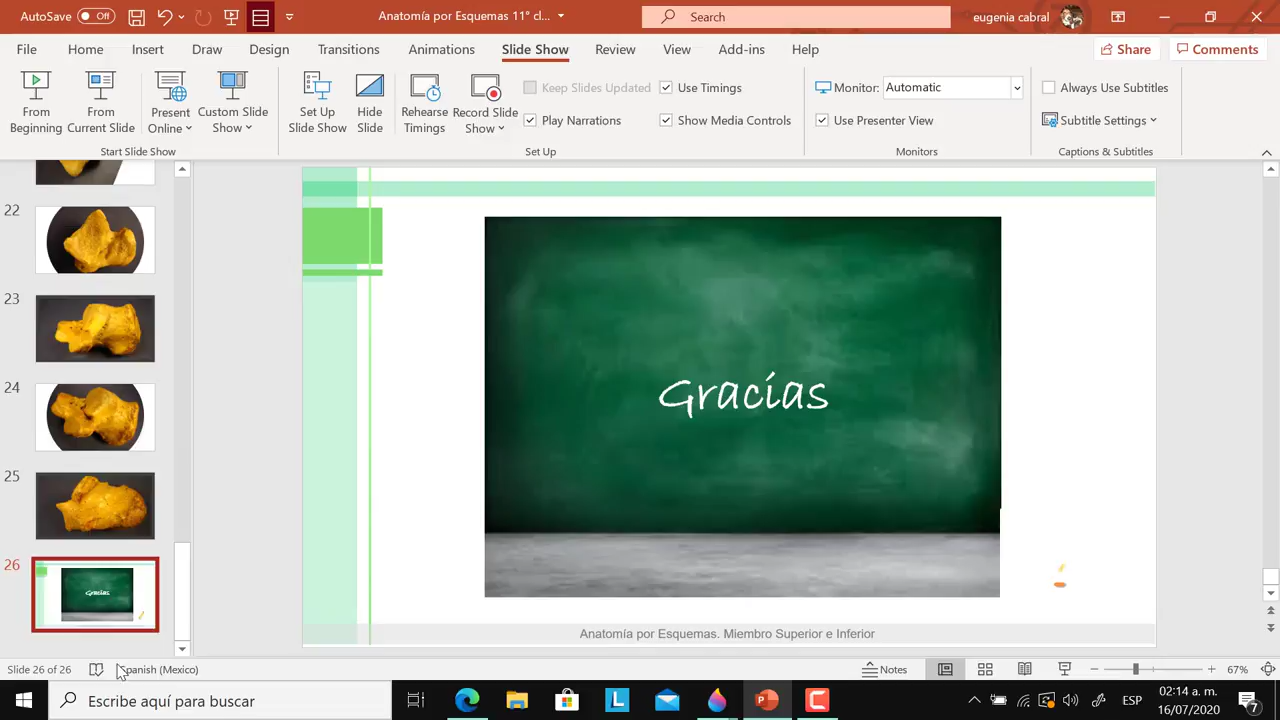 AutoSave Off
Anatomía por Esquemas 11° cl...
Search
eugenia cabral
File Home Insert Draw Design Transitions Animations Slide Show Review View Add-ins Help
Share Comments
From Beginning
From Current Slide
Present Online
Custom Slide Show
Set Up Slide Show
Hide Slide
Rehearse Timings
Record Slide Show
Keep Slides Updated
Play Narrations
Use Timings
Show Media Controls
Monitor: Automatic
Use Presenter View
Always Use Subtitles
Subtitle Settings
Start Slide Show
Set Up
Monitors
Captions & Subtitles
22
23
24
25
26
Gracias
Gracias
Anatomía por Esquemas. Miembro Superior e Inferior
Slide 26 of 26
Spanish (Mexico)
Notes
67%
Escribe aquí para buscar
L
P
C
ESP
02:14 a. m.
16/07/2020
7